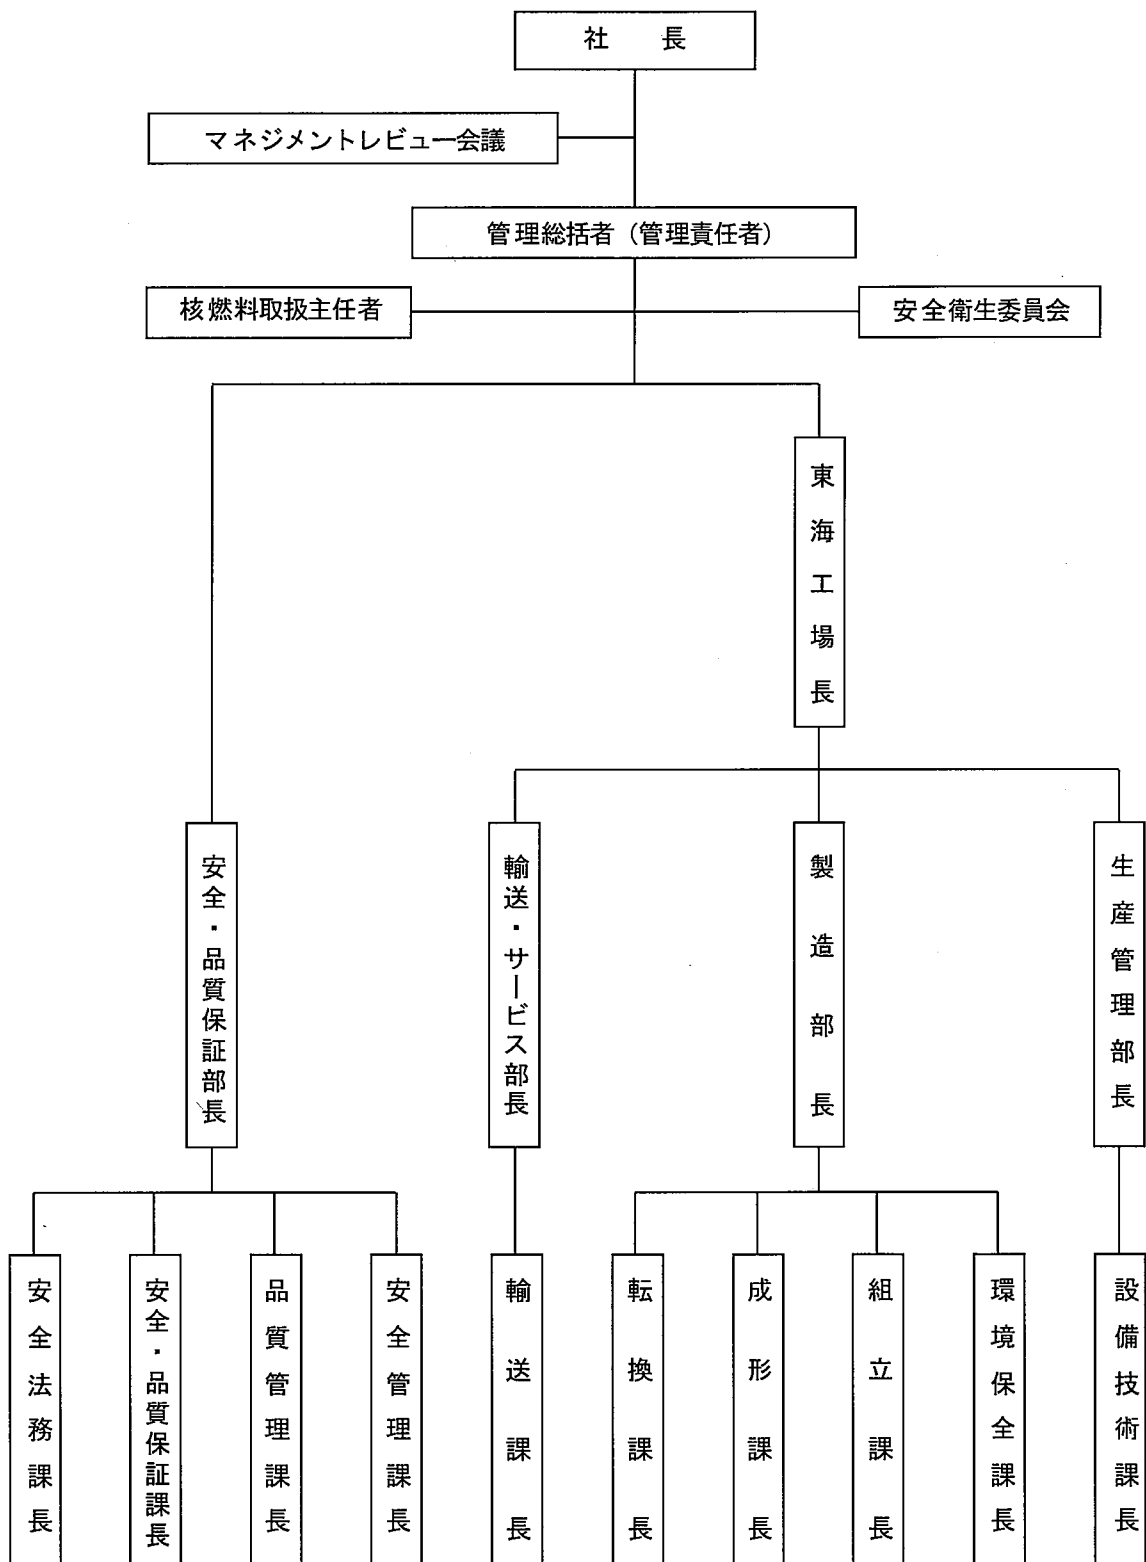 社　長
マネジメントレビュー会議
管理総括者（管理責任者）
核燃料取扱主任者
安全衛生委員会
東海工場長
安全・品質保証部長
輸送・サービス部長
製造部長
生産管理部長
安全法務課長
安全・品質保証課長
品質管理課長
安全管理課長
輸送課長
転換課長
成形課長
組立課長
環境保全課長
設備技術課長